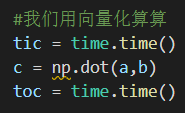 #我们用向量化算算
tic = time.time()
c = np.dot(a,b)
toc = time.time()